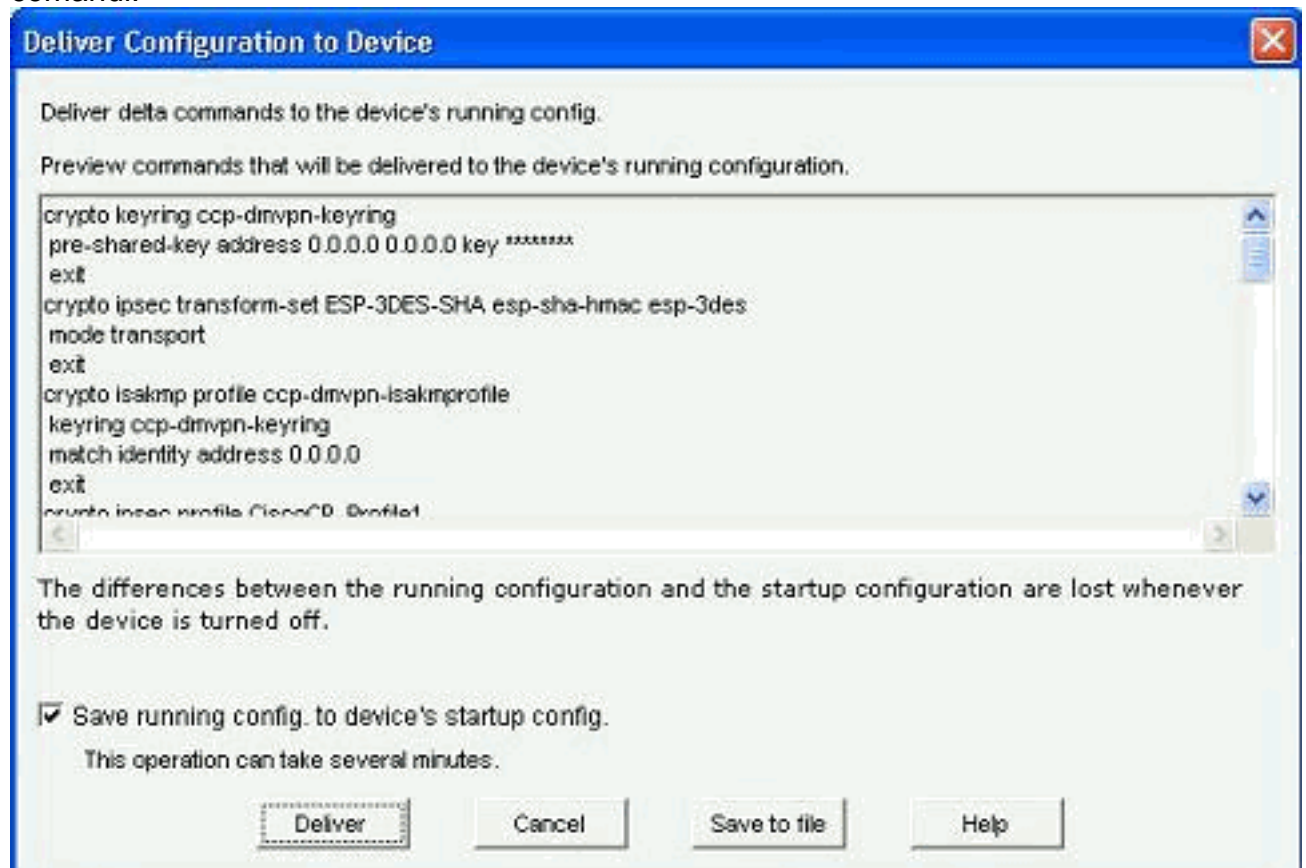 Deliver Configuration to Device
Deliver delta commands to the device's running config.
Preview commands that will be delivered to the device's running configuration.
crypto keyring ccp-dmvpn-keyring
pre-shared-key address 0.0.0.0 0.0.0.0 key ********
exit
crypto ipsec transform-set ESP-3DES-SHA esp-sha-hmac esp-3des
mode transport
exit
crypto isakmp profile ccp-dmvpn-isakmprofile
keyring ccp-dmvpn-keyring
match identity address 0.0.0.0
exit
crypto ipsec profile CiscoCP_Profile1
The differences between the running configuration and the startup configuration are lost whenever
the device is turned off.
Save running config. to device's startup config.
This operation can take several minutes.
Deliver Cancel Save to file Help